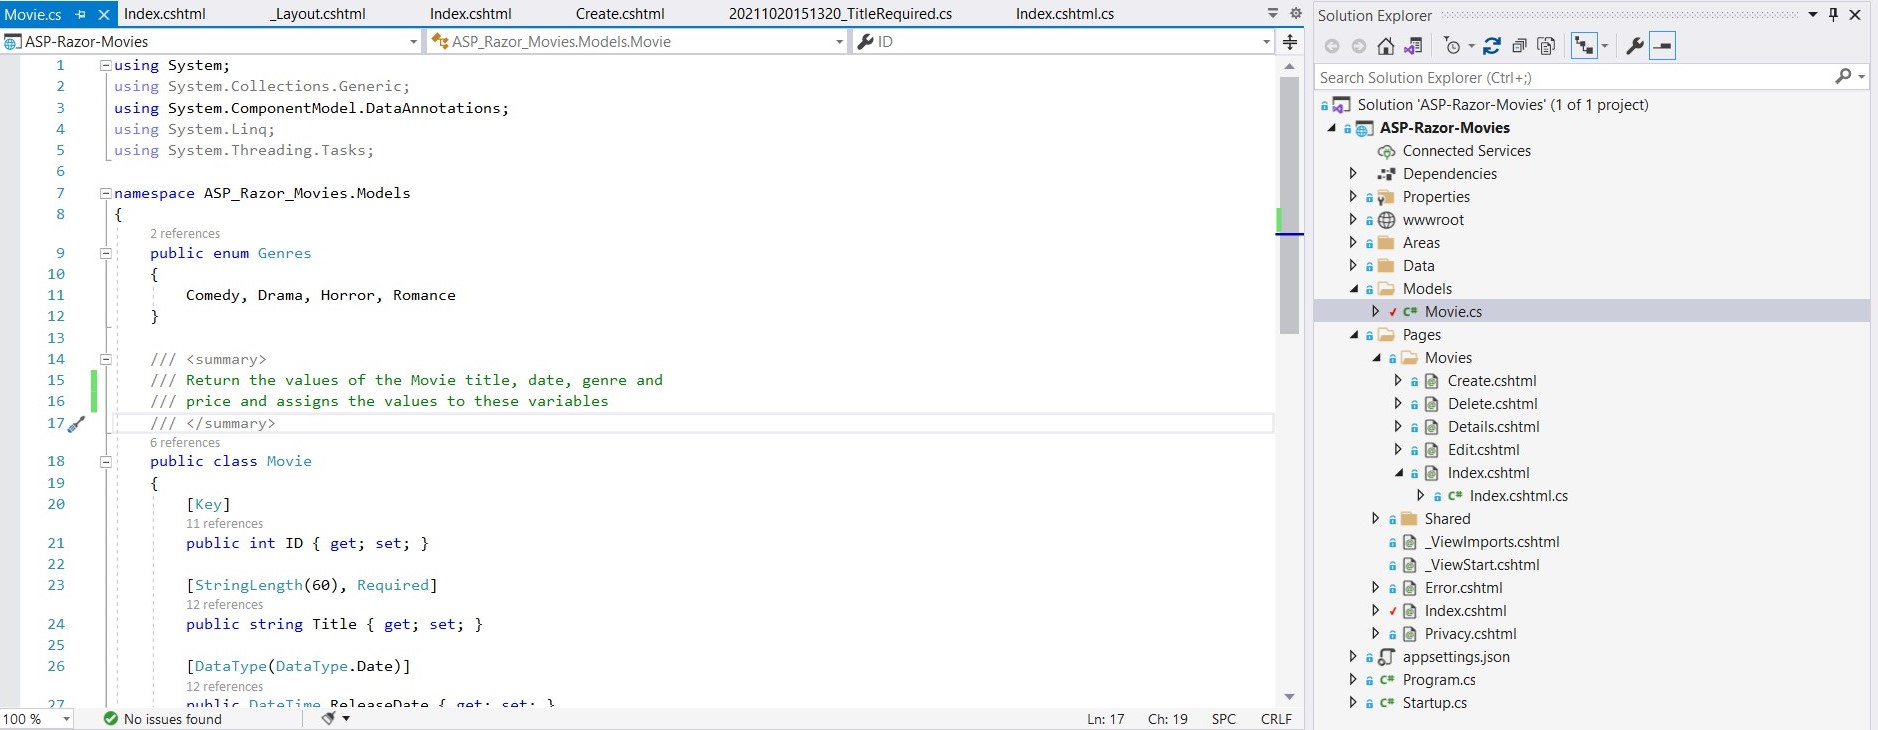 Movie.cs Index.cshtml _Layout.cshtml Index.cshtml Create.cshtml 20211020151320_TitleRequired.cs Index.cshtml.cs
ASP-Razor-Movies ASP_Razor_Movies.Models.Movie ID
1 using System;
2 using System.Collections.Generic;
3 using System.ComponentModel.DataAnnotations;
4 using System.Linq;
5 using System.Threading.Tasks;
6
7 namespace ASP_Razor_Movies.Models
8 {
2 references
9 public enum Genres
10 {
11 Comedy, Drama, Horror, Romance
12 }
13
14 /// <summary>
15 /// Return the values of the Movie title, date, genre and
16 /// price and assigns the values to these variables
17 /// </summary>
6 references
18 public class Movie
19 {
20 [Key]
11 references
21 public int ID { get; set; }
22
23 [StringLength(60), Required]
12 references
24 public string Title { get; set; }
25
26 [DataType(DataType.Date)]
12 references
27 public DateTime ReleaseDate { get; set; }
100 % No issues found Ln: 17 Ch: 19 SPC CRLF
Solution Explorer
Search Solution Explorer (Ctrl+;)
Solution 'ASP-Razor-Movies' (1 of 1 project)
ASP-Razor-Movies
Connected Services
Dependencies
Properties
wwwroot
Areas
Data
Models
C# Movie.cs
Pages
Movies
Create.cshtml
Delete.cshtml
Details.cshtml
Edit.cshtml
Index.cshtml
C# Index.cshtml.cs
Shared
_ViewImports.cshtml
_ViewStart.cshtml
Error.cshtml
Index.cshtml
Privacy.cshtml
appsettings.json
C# Program.cs
C# Startup.cs